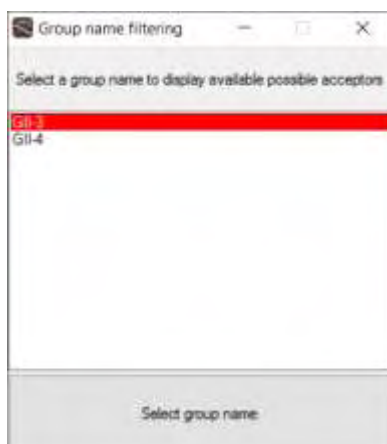 Group name filtering
Select a group name to display available possible acceptors
GII-3
GII-4
Select group name